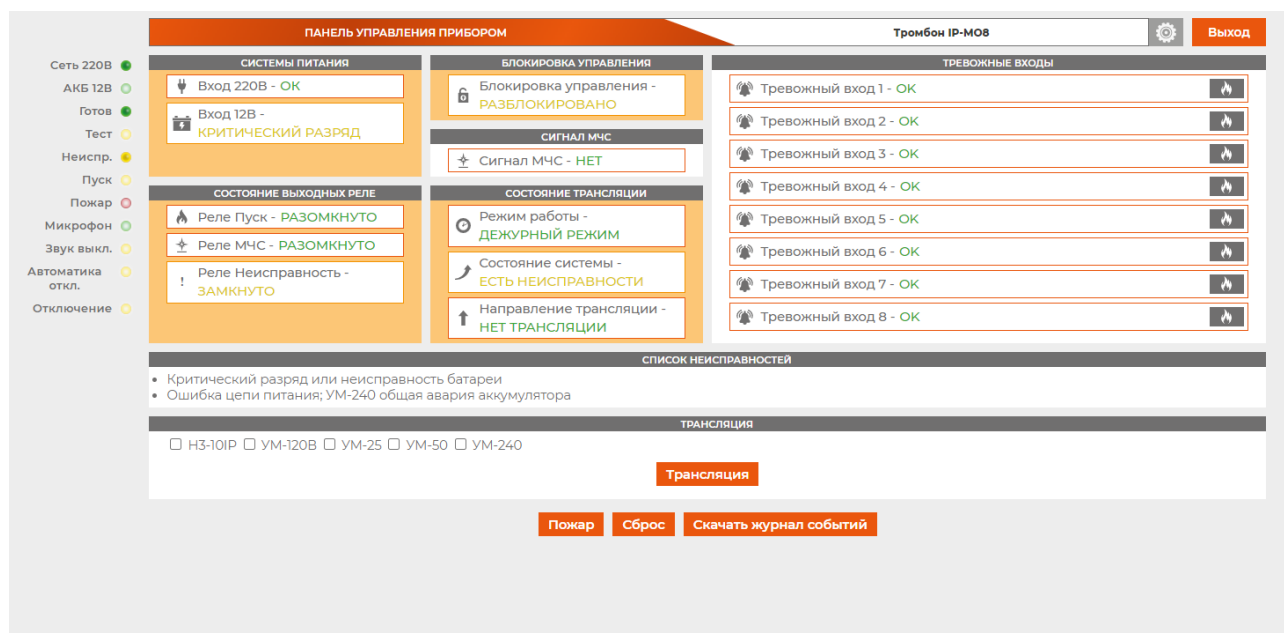 ПАНЕЛЬ УПРАВЛЕНИЯ ПРИБОРОМ
Тромбон IP-МО8
Выход
Сеть 220В
АКБ 12В
Готов
Тест
Неиспр.
Пуск
Пожар
Микрофон
Звук выкл.
Автоматика
откл.
Отключение
СИСТЕМЫ ПИТАНИЯ
Вход 220В - ОК
Вход 12В -
КРИТИЧЕСКИЙ РАЗРЯД
БЛОКИРОВКА УПРАВЛЕНИЯ
Блокировка управления -
РАЗБЛОКИРОВАНО
СИГНАЛ МЧС
Сигнал МЧС - НЕТ
СОСТОЯНИЕ ВЫХОДНЫХ РЕЛЕ
Реле Пуск - РАЗОМКНУТО
Реле МЧС - РАЗОМКНУТО
Реле Неисправность -
ЗАМКНУТО
СОСТОЯНИЕ ТРАНСЛЯЦИИ
Режим работы -
ДЕЖУРНЫЙ РЕЖИМ
Состояние системы -
ЕСТЬ НЕИСПРАВНОСТИ
Направление трансляции -
НЕТ ТРАНСЛЯЦИИ
ТРЕВОЖНЫЕ ВХОДЫ
Тревожный вход 1 - ОК
Тревожный вход 2 - ОК
Тревожный вход 3 - ОК
Тревожный вход 4 - ОК
Тревожный вход 5 - ОК
Тревожный вход 6 - ОК
Тревожный вход 7 - ОК
Тревожный вход 8 - ОК
СПИСОК НЕИСПРАВНОСТЕЙ
Критический разряд или неисправность батареи
Ошибка цепи питания; УМ-240 общая авария аккумулятора
ТРАНСЛЯЦИЯ
НЗ-10IP УМ-120В УМ-25 УМ-50 УМ-240
Трансляция
Пожар Сброс Скачать журнал событий